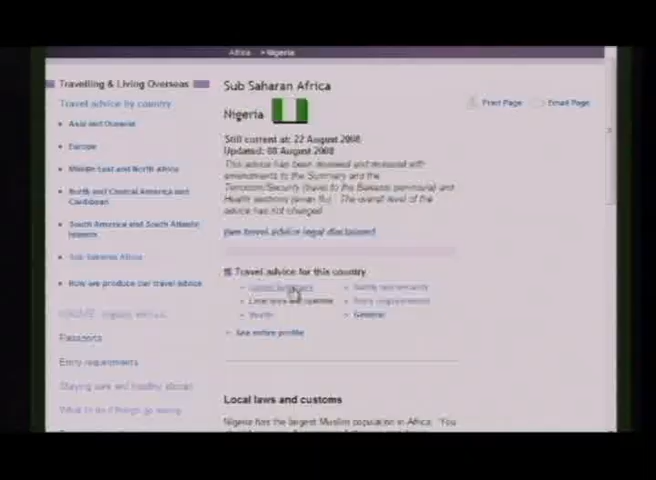 Africa > Nigeria
Travelling & Living Overseas
Travel advice by country
Asia and Oceania
Europe
Middle East and North Africa
North and Central America and
Caribbean
South America and South Atlantic
Islands
Sub Saharan Africa
How we produce our travel advice
Passports
Entry requirements
Staying safe and healthy abroad
What to do if things go wrong
Sub Saharan Africa
Nigeria
Print Page
Email Page
Still current at: 22 August 2008
Updated: 08 August 2008
This advice has been reviewed and reissued with
amendments to the Summary and the
Terrorism/Security (travel to the Bakassi peninsula) and
Health sections (avian flu). The overall level of the
advice has not changed
view travel advice legal disclaimer
Travel advice for this country
Safety and security
Local laws and customs
Entry requirements
Health
General
See entire profile
Local laws and customs
Nigeria has the largest Muslim population in Africa. You